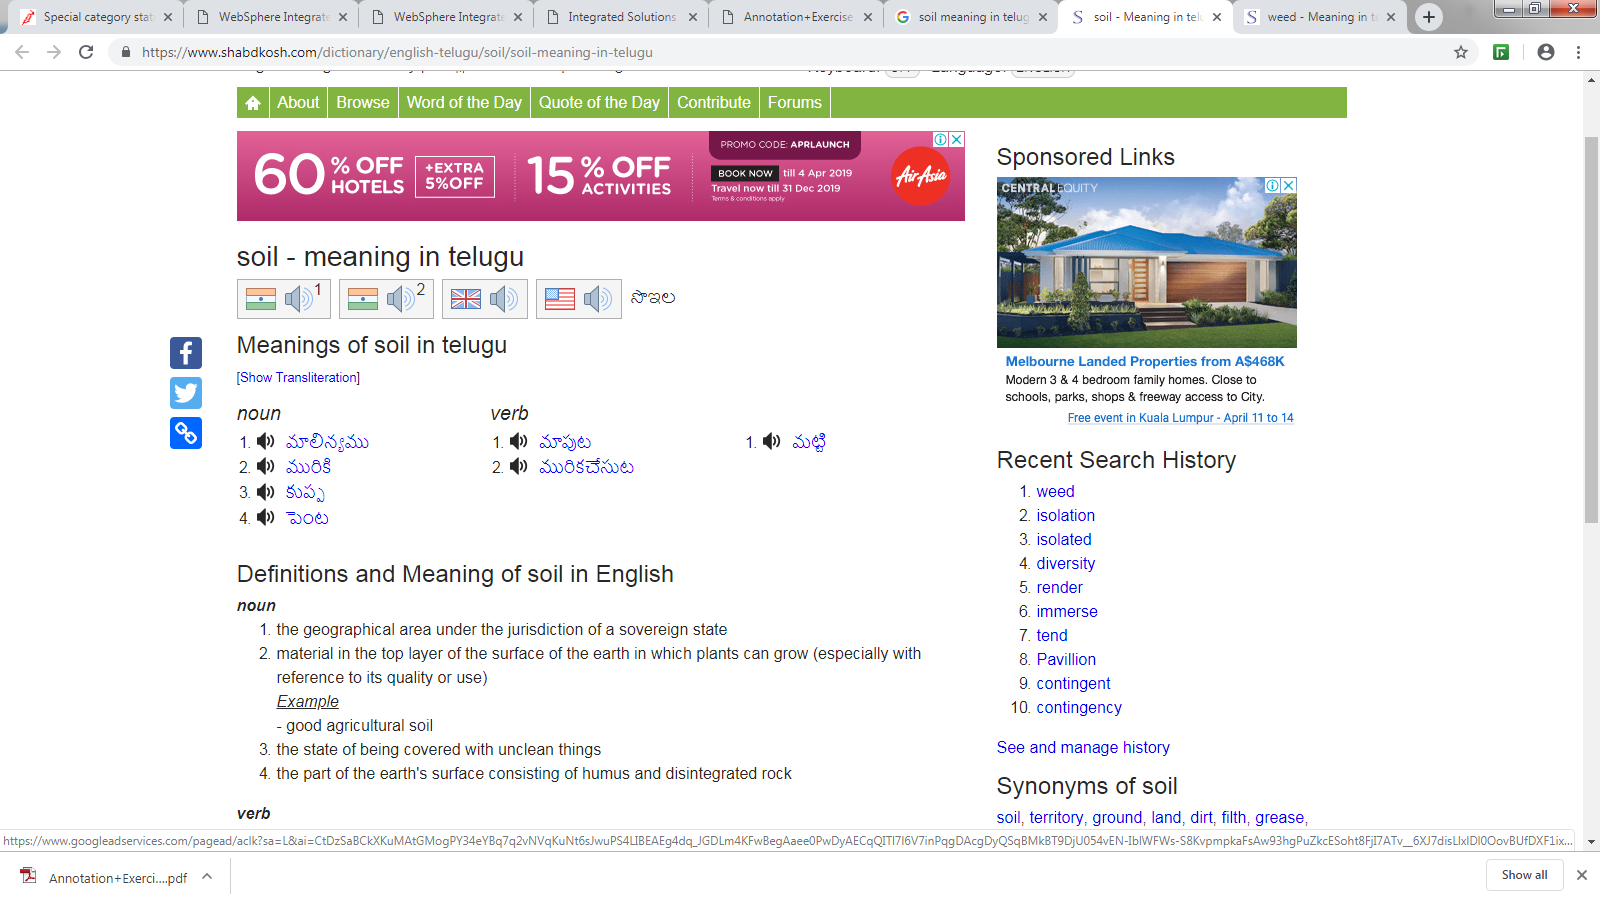 Special category stat
WebSphere Integrate
WebSphere Integrate
Integrated Solutions
Annotation+Exercise
soil meaning in telug
soil - Meaning in tel
weed - Meaning in t
https://www.shabdkosh.com/dictionary/english-telugu/soil/soil-meaning-in-telugu
About Browse Word of the Day Quote of the Day Contribute Forums
60 % OFF HOTELS
+EXTRA 5%OFF
15 % OFF ACTIVITIES
PROMO CODE: APRLAUNCH
BOOK NOW till 4 Apr 2019
Travel now till 31 Dec 2019
Terms & conditions apply
AirAsia
soil - meaning in telugu
1 2 సొఇల
Meanings of soil in telugu
[Show Transliteration]
noun
1. మాలిన్యము
2. మురికి
3. కుప్ప
4. పెంట
verb
1. మాపుట
2. మురికచేసుట
1. మట్టి
Definitions and Meaning of soil in English
noun
1. the geographical area under the jurisdiction of a sovereign state
2. material in the top layer of the surface of the earth in which plants can grow (especially with
reference to its quality or use)
Example
- good agricultural soil
3. the state of being covered with unclean things
4. the part of the earth's surface consisting of humus and disintegrated rock
verb
Sponsored Links
CENTRALEQUITY
Melbourne Landed Properties from A$468K
Modern 3 & 4 bedroom family homes. Close to
schools, parks, shops & freeway access to City.
Free event in Kuala Lumpur - April 11 to 14
Recent Search History
1. weed
2. isolation
3. isolated
4. diversity
5. render
6. immerse
7. tend
8. Pavillion
9. contingent
10. contingency
See and manage history
Synonyms of soil
soil, territory, ground, land, dirt, filth, grease,
Annotation+Exerci....pdf
Show all